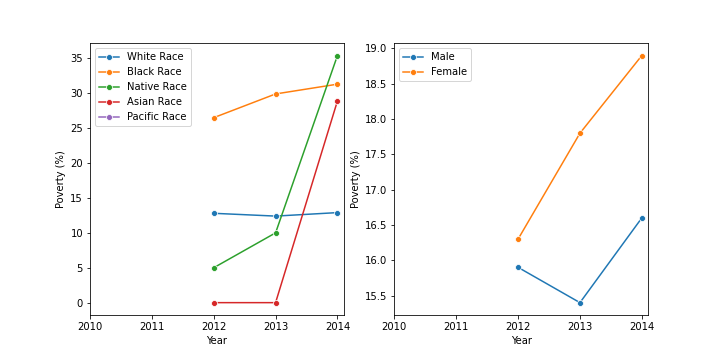 White Race
Black Race
Native Race
Asian Race
Pacific Race
35
30
25
20
15
10
5
0
Poverty (%)
2010 2011 2012 2013 2014
Year
Male
Female
19.0
18.5
18.0
17.5
17.0
16.5
16.0
15.5
Poverty (%)
2010 2011 2012 2013 2014
Year